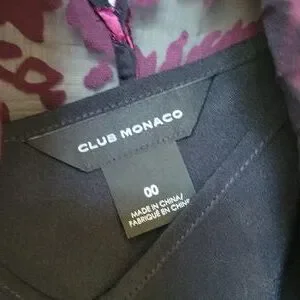 CLUB MONACO
00
MADE IN CHINA/
FABRIQUÉ EN CHINE